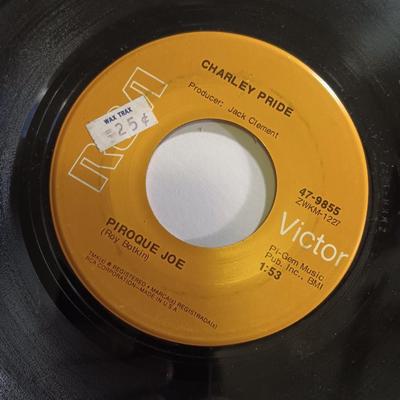 CHARLEY PRIDE
Producer: Jack Clement
WAX TRAX
25¢
RCA
47-9855
ZWKM-1227
Victor
PIROQUE JOE
(Roy Botkin)
Pi-Gem Music
Pub. Inc., BMI
1:53
TMK(s) ® REGISTERED • MARCA(s) REGISTRADA(s)
RCA CORPORATION—MADE IN U.S.A.